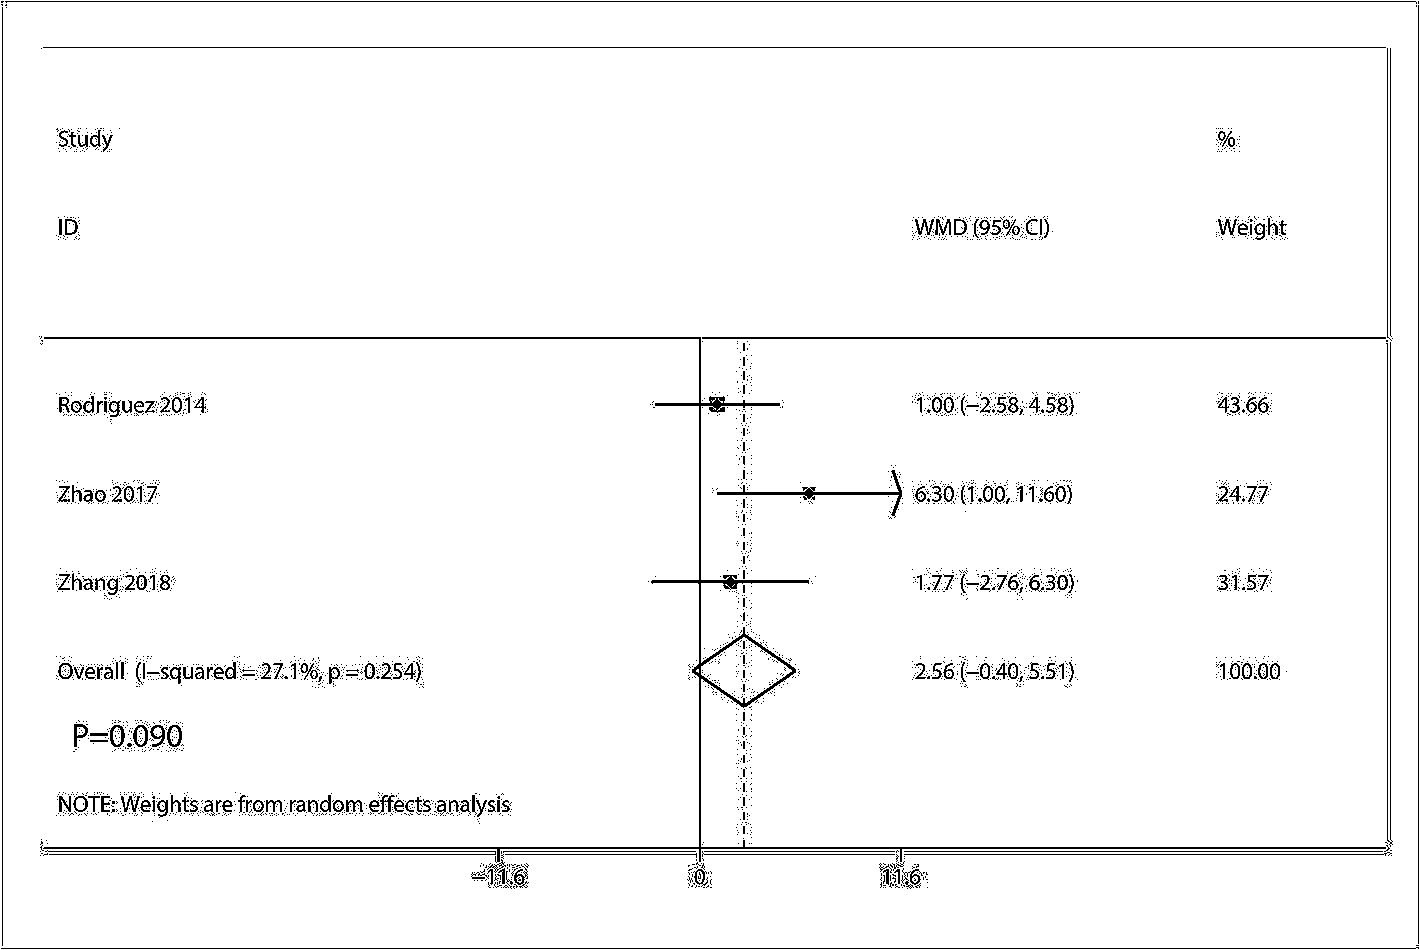 Study %
ID WMD (95% CI) Weight
Rodriguez 2014 1.00 (−2.58, 4.58) 43.66
Zhao 2017 6.30 (1.00, 11.60) 24.77
Zhang 2018 1.77 (−2.76, 6.30) 31.57
Overall (I−squared = 27.1%, p = 0.254) 2.56 (−0.40, 5.51) 100.00
P=0.090
NOTE: Weights are from random effects analysis
−11.6 0 11.6